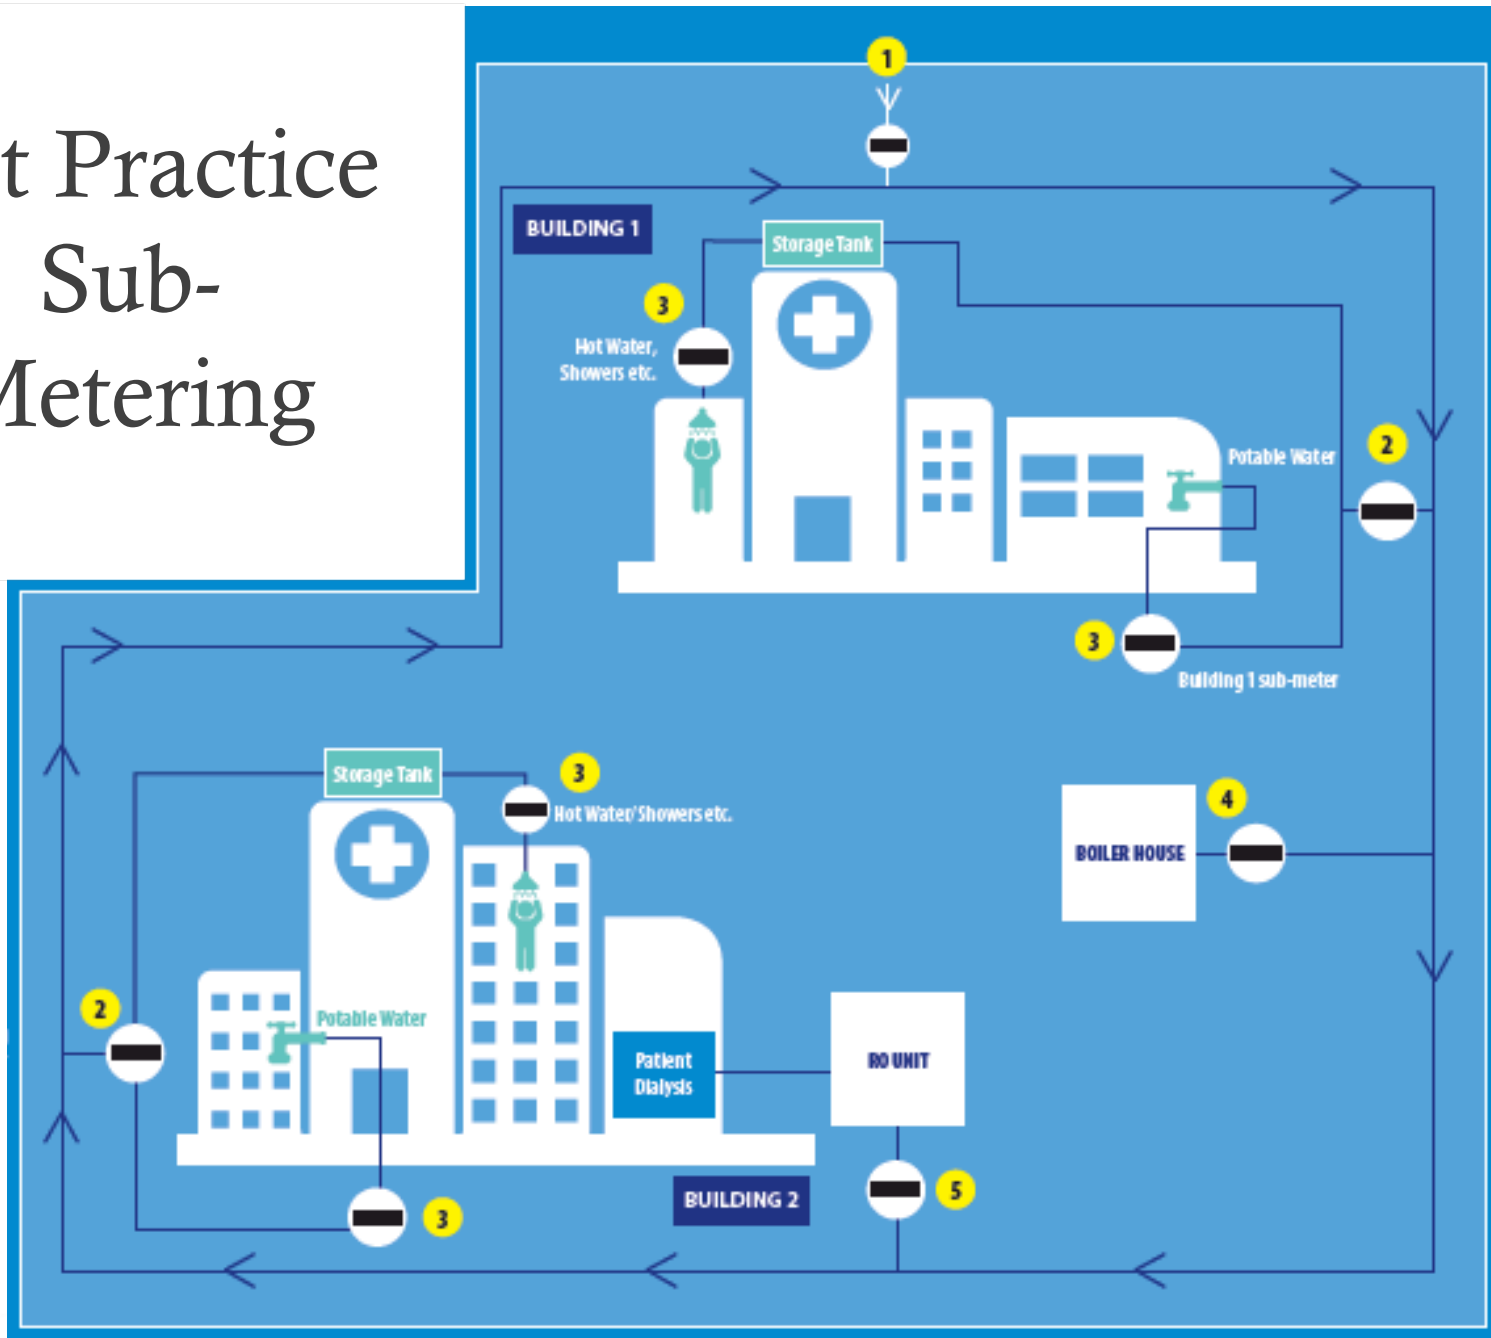 t Practice
Sub-
Metering
1
BUILDING 1
Storage Tank
3
Hot Water,
Showers etc.
Potable Water
2
3
Building 1 sub-meter
Storage Tank
3
Hot Water/Showers etc.
4
BOILER HOUSE
2
Potable Water
Patient
Dialysis
RO UNIT
5
BUILDING 2
3